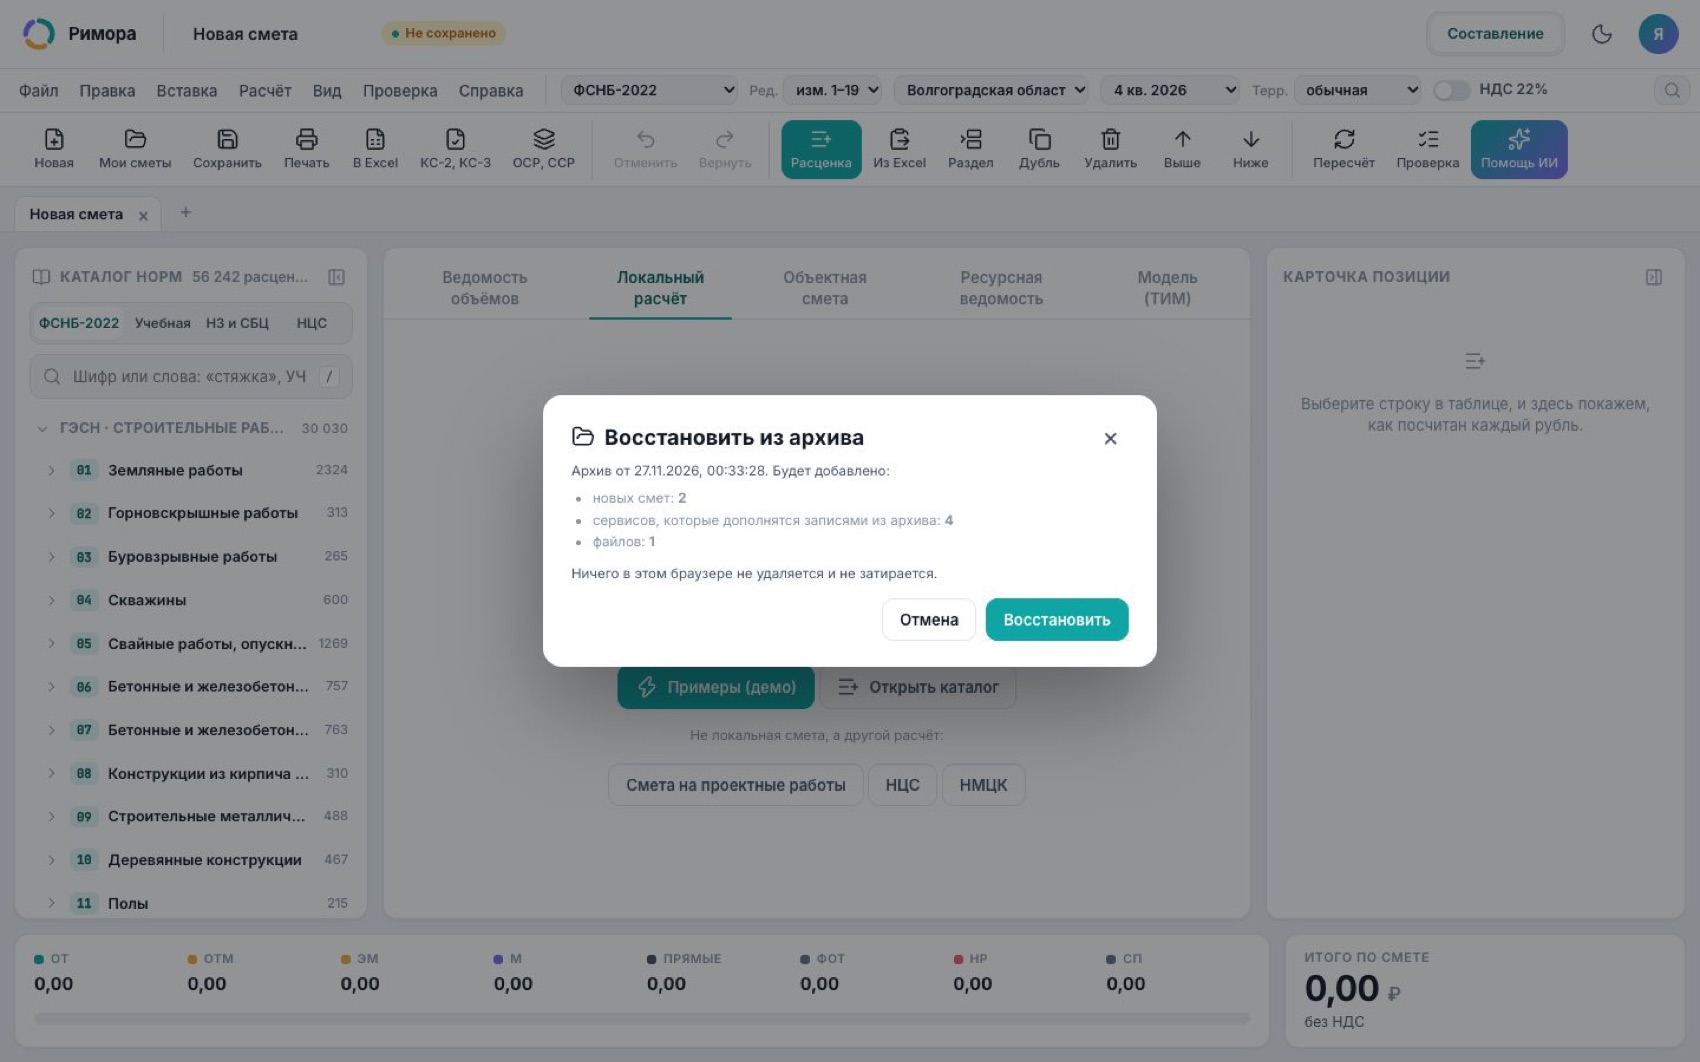 Римора
Новая смета
Не сохранено
Составление
Я
Файл Правка Вставка Расчёт Вид Проверка Справка
ФСНБ-2022
Ред. изм. 1–19
Волгоградская област
4 кв. 2026
Терр. обычная
НДС 22%
Новая
Мои сметы
Сохранить
Печать
В Excel
КС-2, КС-3
ОСР, ССР
Отменить
Вернуть
Расценка
Из Excel
Раздел
Дубль
Удалить
Выше
Ниже
Пересчёт
Проверка
Помощь ИИ
Новая смета × +
КАТАЛОГ НОРМ 56 242 расцен...
ФСНБ-2022 Учебная НЗ и СБЦ НЦС
Шифр или слова: «стяжка», УЧ /
ГЭСН · СТРОИТЕЛЬНЫЕ РАБ... 30 030
01 Земляные работы 2324
02 Горновскрышные работы 313
03 Буровзрывные работы 265
04 Скважины 600
05 Свайные работы, опускн... 1269
06 Бетонные и железобетон... 757
07 Бетонные и железобетон... 763
08 Конструкции из кирпича ... 310
09 Строительные металлич... 488
10 Деревянные конструкции 467
11 Полы 215
Ведомость
объёмов
Локальный
расчёт
Объектная
смета
Ресурсная
ведомость
Модель
(ТИМ)
Восстановить из архива
Архив от 27.11.2026, 00:33:28. Будет добавлено:
• новых смет: 2
• сервисов, которые дополнятся записями из архива: 4
• файлов: 1
Ничего в этом браузере не удаляется и не затирается.
Отмена
Восстановить
Примеры (демо)
Открыть каталог
Не локальная смета, а другой расчёт:
Смета на проектные работы
НЦС
НМЦК
КАРТОЧКА ПОЗИЦИИ
Выберите строку в таблице, и здесь покажем,
как посчитан каждый рубль.
ОТ ОТМ ЭМ М ПРЯМЫЕ ФОТ НР СП
0,00 0,00 0,00 0,00 0,00 0,00 0,00 0,00
ИТОГО ПО СМЕТЕ
0,00 ₽
без НДС